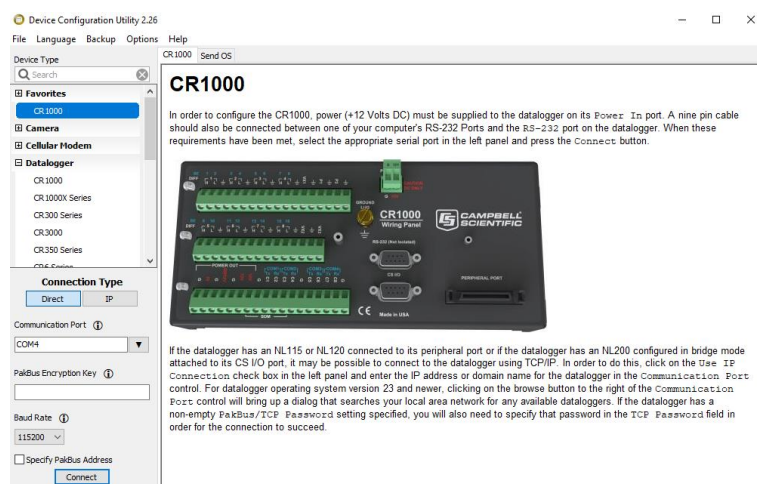 Device Configuration Utility 2.26
File Language Backup Options Help
Device Type
Search
Favorites
CR1000
Camera
Cellular Modem
Datalogger
CR1000
CR1000X Series
CR300 Series
CR3000
CR350 Series
Connection Type
Direct IP
Communication Port
COM4
PakBus Encryption Key
Baud Rate
115200
Specify PakBus Address
Connect
CR1000 Send OS
CR1000
In order to configure the CR1000, power (+12 Volts DC) must be supplied to the datalogger on its Power In port. A nine pin cable
should also be connected between one of your computer's RS-232 Ports and the RS-232 port on the datalogger. When these
requirements have been met, select the appropriate serial port in the left panel and press the Connect button.
CR1000
Wiring Panel
CAMPBELL
SCIENTIFIC
RS-232 (Not Isolated)
CS I/O
PERIPHERAL PORT
POWER OUT
Made in USA
If the datalogger has an NL115 or NL120 connected to its peripheral port or if the datalogger has an NL200 configured in bridge mode
attached to its CS I/O port, it may be possible to connect to the datalogger using TCP/IP. In order to do this, click on the Use IP
Connection check box in the left panel and enter the IP address or domain name for the datalogger in the Communication Port
control. For datalogger operating system version 23 and newer, clicking on the browse button to the right of the Communication
Port control will bring up a dialog that searches your local area network for any available dataloggers. If the datalogger has a
non-empty PakBus/TCP Password setting specified, you will also need to specify that password in the TCP Password field in
order for the connection to succeed.